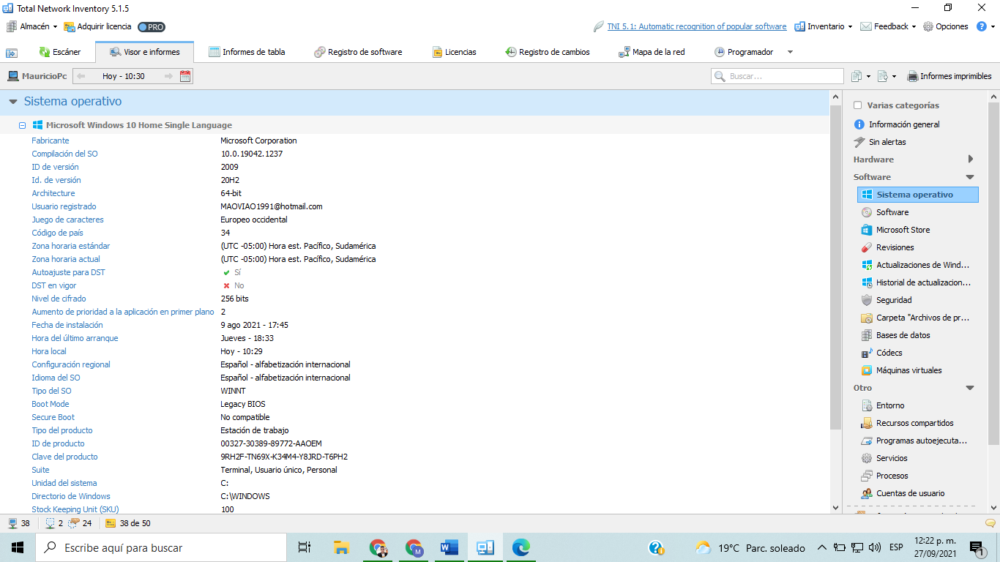 Total Network Inventory 5.1.5
Almacén Adquirir licencia PRO TNI 5.1: Automatic recognition of popular software Inventario Feedback Opciones
Escáner Visor e informes Informes de tabla Registro de software Licencias Registro de cambios Mapa de la red Programador
MauricioPc Hoy - 10:30 Buscar... Informes imprimibles
Sistema operativo
Microsoft Windows 10 Home Single Language
Fabricante Microsoft Corporation
Compilación del SO 10.0.19042.1237
ID de versión 2009
Id. de versión 20H2
Architecture 64-bit
Usuario registrado MAOVIAO1991@hotmail.com
Juego de caracteres Europeo occidental
Código de país 34
Zona horaria estándar (UTC -05:00) Hora est. Pacífico, Sudamérica
Zona horaria actual (UTC -05:00) Hora est. Pacífico, Sudamérica
Autoajuste para DST Sí
DST en vigor No
Nivel de cifrado 256 bits
Aumento de prioridad a la aplicación en primer plano 2
Fecha de instalación 9 ago 2021 - 17:45
Hora del último arranque Jueves - 18:33
Hora local Hoy - 10:29
Configuración regional Español - alfabetización internacional
Idioma del SO Español - alfabetización internacional
Tipo del SO WINNT
Boot Mode Legacy BIOS
Secure Boot No compatible
Tipo del producto Estación de trabajo
ID de producto 00327-30389-89772-AAOEM
Clave del producto 9RH2F-TN69X-K34M4-Y8JRD-T6PH2
Suite Terminal, Usuario único, Personal
Unidad del sistema C:
Directorio de Windows C:\WINDOWS
Stock Keeping Unit (SKU) 100
Varias categorías
Información general
Sin alertas
Hardware
Software
Sistema operativo
Software
Microsoft Store
Revisiones
Actualizaciones de Wind...
Historial de actualizacion...
Seguridad
Carpeta "Archivos de pr...
Bases de datos
Códecs
Máquinas virtuales
Otro
Entorno
Recursos compartidos
Programas autoejecuta...
Servicios
Procesos
Cuentas de usuario
38 2 24 38 de 50
Escribe aquí para buscar 19°C Parc. soleado ESP 12:22 p. m.
27/09/2021 1